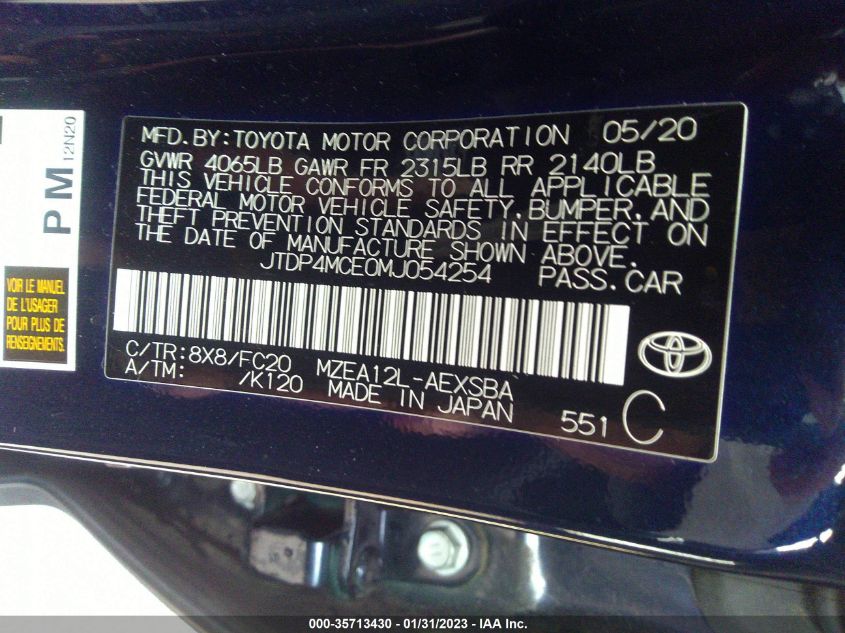 MFD.BY:TOYOTA MOTOR CORPORATION 05/20
GVWR 4065LB GAWR FR 2315LB RR 2140LB
THIS VEHICLE CONFORMS TO ALL APPLICABLE
FEDERAL MOTOR VEHICLE SAFETY,BUMPER,AND
THEFT PREVENTION STANDARDS IN EFFECT ON
THE DATE OF MANUFACTURE SHOWN ABOVE.
JTDP4MCE0MJ054254 PASS.CAR
C/TR:8X8/FC20 MZEA12L-AEXSBA
A/TM: /K120 MADE IN JAPAN
551 C
PM
12N20
VOIR LE MANUEL
DE L'USAGER
POUR PLUS DE
RENSEIGNEMENTS.
000-35713430 - 01/31/2023 - IAA Inc.